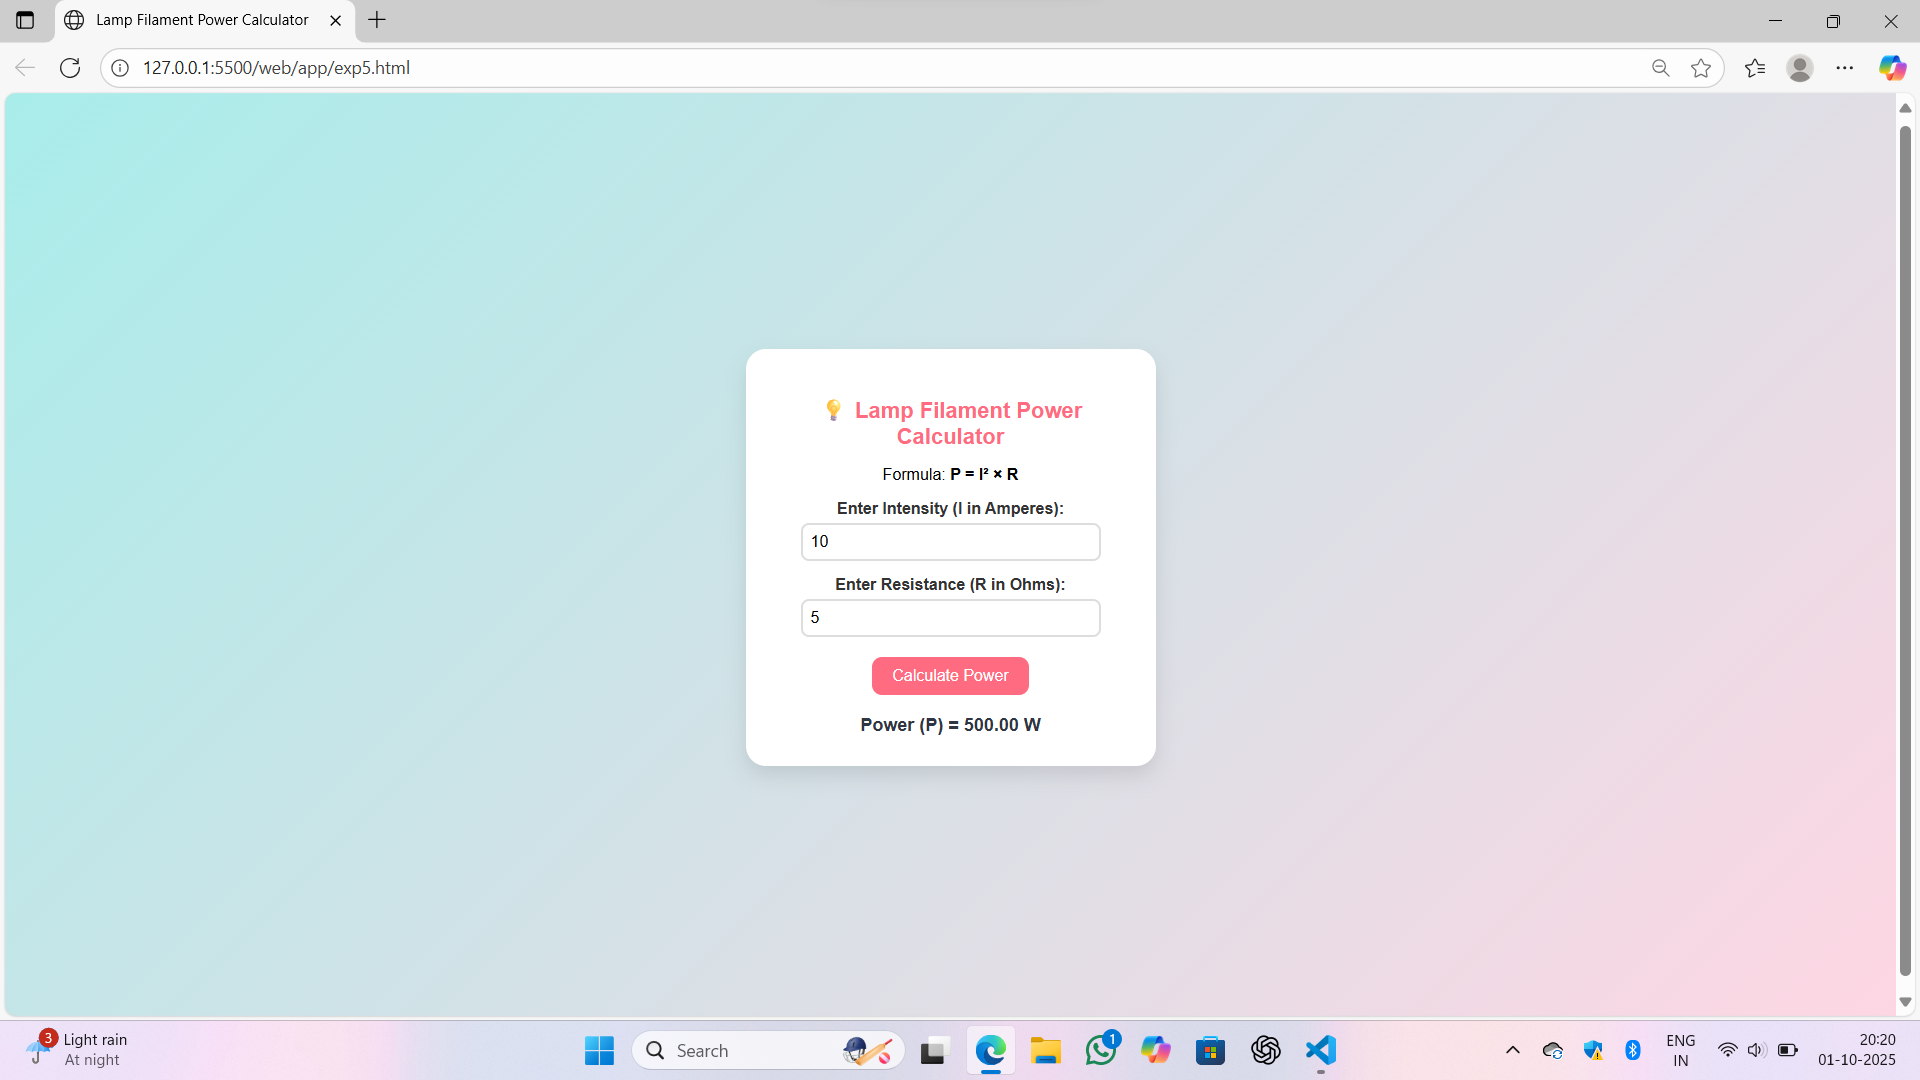 Lamp Filament Power Calculator
127.0.0.1:5500/web/app/exp5.html
💡 Lamp Filament Power
Calculator
Formula: P = I² × R
Enter Intensity (I in Amperes):
10
Enter Resistance (R in Ohms):
5
Calculate Power
Power (P) = 500.00 W
3
Light rain
At night
Search
1
ENG
IN
20:20
01-10-2025